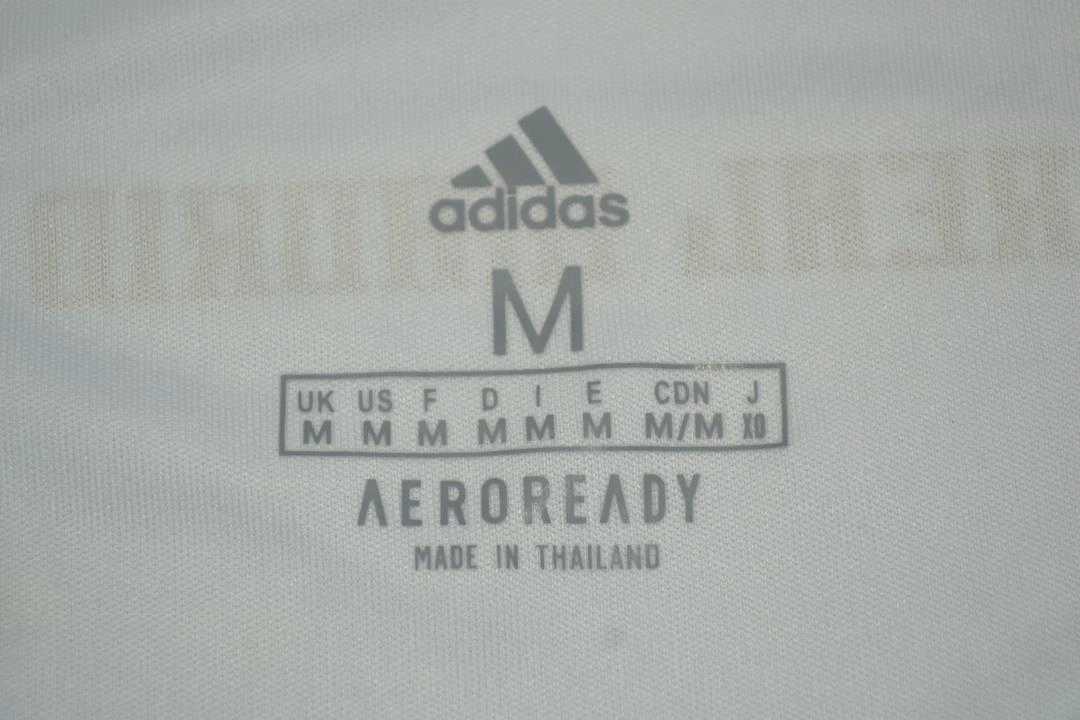 adidas
M
UK US F D I E CDN J
M M M M M M M/M XO
AEROREADY
MADE IN THAILAND